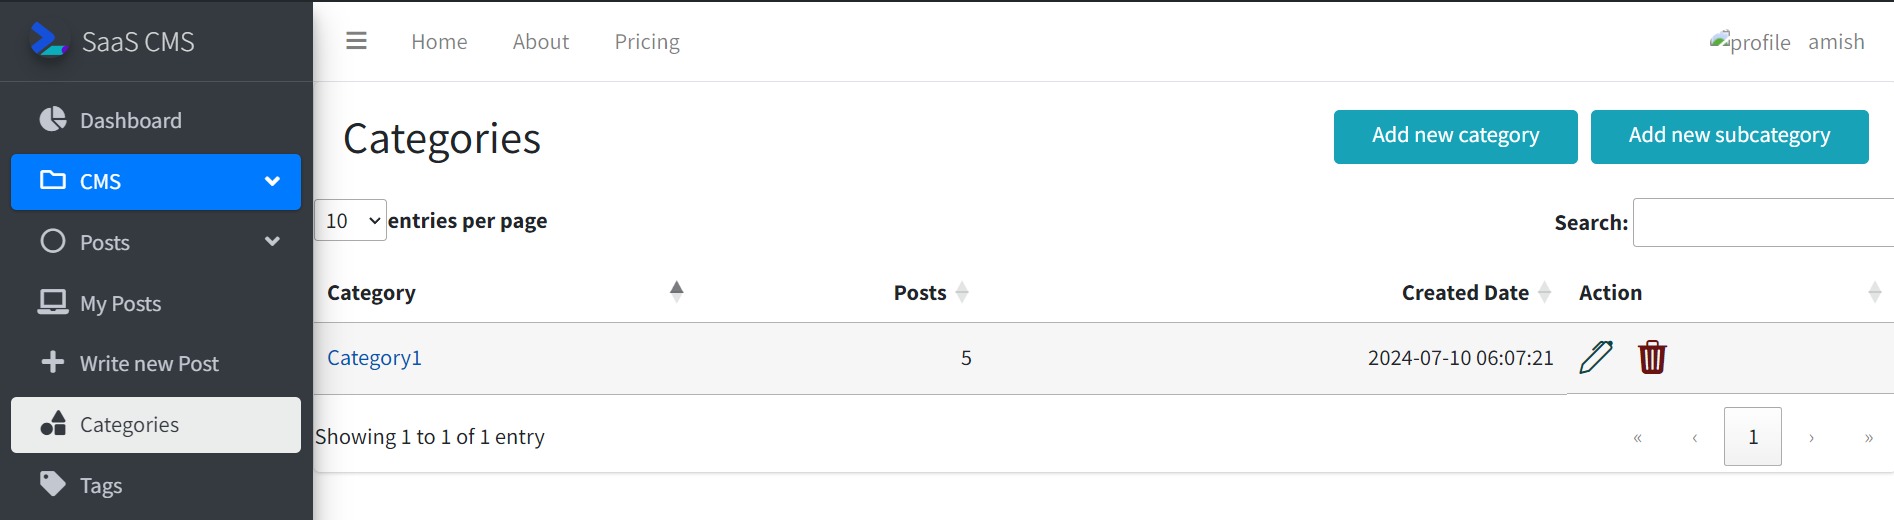 SaaS CMS
Home About Pricing
profile amish
Dashboard
CMS
Posts
My Posts
Write new Post
Categories
Tags
Categories
Add new category Add new subcategory
10 entries per page
Search:
Category Posts Created Date Action
Category1 5 2024-07-10 06:07:21
Showing 1 to 1 of 1 entry
« ‹ 1 › »